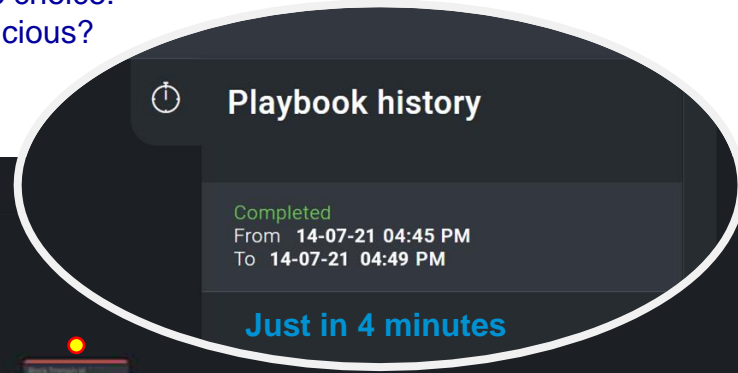 cious?
Playbook history
Completed
From 14-07-21 04:45 PM
To 14-07-21 04:49 PM
Just in 4 minutes